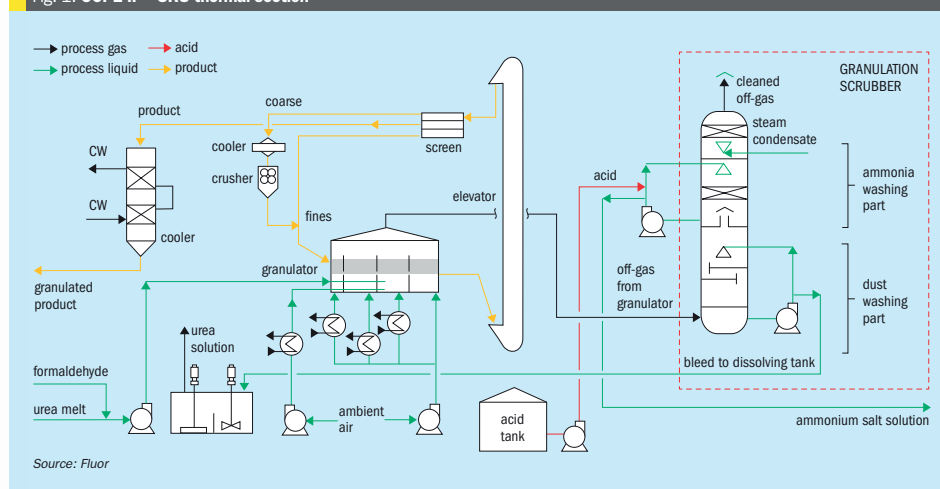 process gas
acid
process liquid
product
GRANULATION
SCRUBBER
cleaned
off-gas
steam
condensate
ammonia
washing
part
dust
washing
part
product
coarse
cooler
crusher
screen
CW
CW
cooler
fines
elevator
acid
granulator
granulated
product
off-gas
from
granulator
urea
solution
bleed to dissolving tank
formaldehyde
urea melt
ambient
air
acid
tank
ammonium salt solution
Source: Fluor